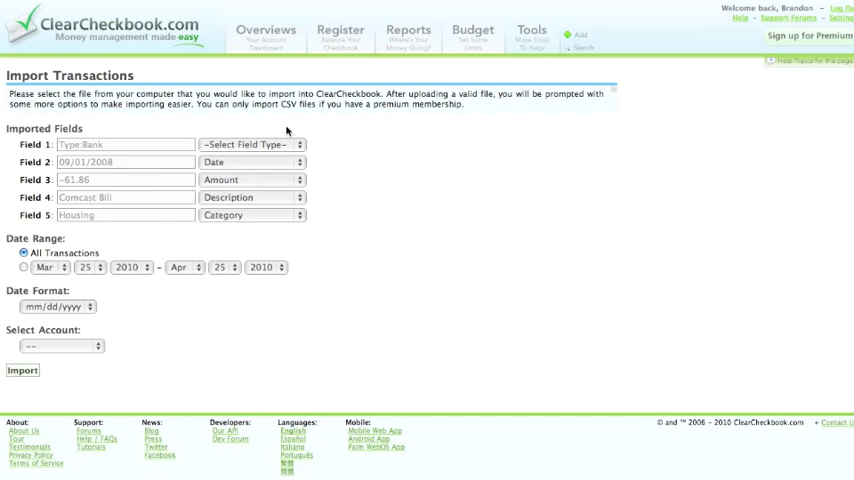 ClearCheckbook.com
Money management made easy
Overviews
Your Account
Dashboard
Register
Balance Your
Checkbook
Reports
Where's Your
Money Going?
Budget
Set Some
Limits
Tools
More Tools
To Help!
Add
Search
Welcome back, Brandon - Log Ou
Help - Support Forums - Setting
Sign up for Premium
Help Topics for this page
Import Transactions
Please select the file from your computer that you would like to import into ClearCheckbook. After uploading a valid file, you will be prompted with
some more options to make importing easier. You can only import CSV files if you have a premium membership.
Imported Fields
Field 1: Type:Bank -Select Field Type-
Field 2: 09/01/2008 Date
Field 3: -61.86 Amount
Field 4: Comcast Bill Description
Field 5: Housing Category
Date Range:
All Transactions
Mar 25 2010 - Apr 25 2010
Date Format:
mm/dd/yyyy
Select Account:
--
Import
About:
About Us
Tour
Testimonials
Privacy Policy
Terms of Service
Support:
Forums
Help / FAQs
Tutorials
News:
Blog
Press
Twitter
Facebook
Developers:
Our API
Dev Forum
Languages:
English
Español
Italiano
Português
Mobile:
Mobile Web App
Android App
Palm WebOS App
© and ™ 2006 - 2010 ClearCheckbook.com + Contact U